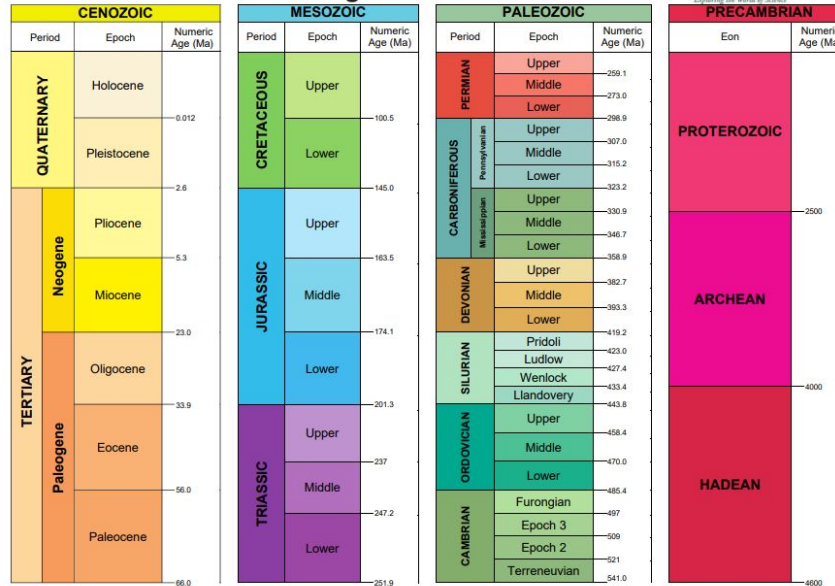 CENOZOIC
Period Epoch Numeric
Age (Ma)
QUATERNARY
Holocene
0.012
Pleistocene
2.6
TERTIARY
Neogene
Pliocene
5.3
Miocene
23.0
Paleogene
Oligocene
33.9
Eocene
56.0
Paleocene
66.0
MESOZOIC
Period Epoch Numeric
Age (Ma)
CRETACEOUS
Upper
100.5
Lower
145.0
JURASSIC
Upper
163.5
Middle
174.1
Lower
201.3
TRIASSIC
Upper
237
Middle
247.2
Lower
251.9
PALEOZOIC
Period Epoch Numeric
Age (Ma)
PERMIAN
Upper
259.1
Middle
273.0
Lower
298.9
CARBONIFEROUS
Pennsylvanian
Upper
307.0
Middle
315.2
Lower
323.2
Mississippian
Upper
330.9
Middle
346.7
Lower
358.9
DEVONIAN
Upper
382.7
Middle
393.3
Lower
419.2
SILURIAN
Pridoli
423.0
Ludlow
427.4
Wenlock
433.4
Llandovery
443.8
ORDOVICIAN
Upper
458.4
Middle
470.0
Lower
485.4
CAMBRIAN
Furongian
497
Epoch 3
509
Epoch 2
521
Terreneuvian
541.0
PRECAMBRIAN
Eon Numeric
Age (Ma)
PROTEROZOIC
2500
ARCHEAN
4000
HADEAN
4600